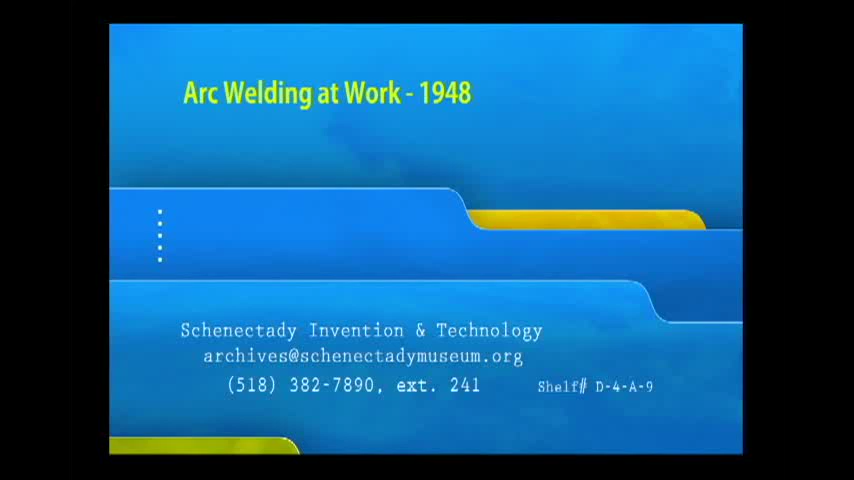 Arc Welding at Work - 1948
Schenectady Invention & Technology
archives@schenectadymuseum.org
(518) 382-7890, ext. 241
Shelf# D-4-A-9